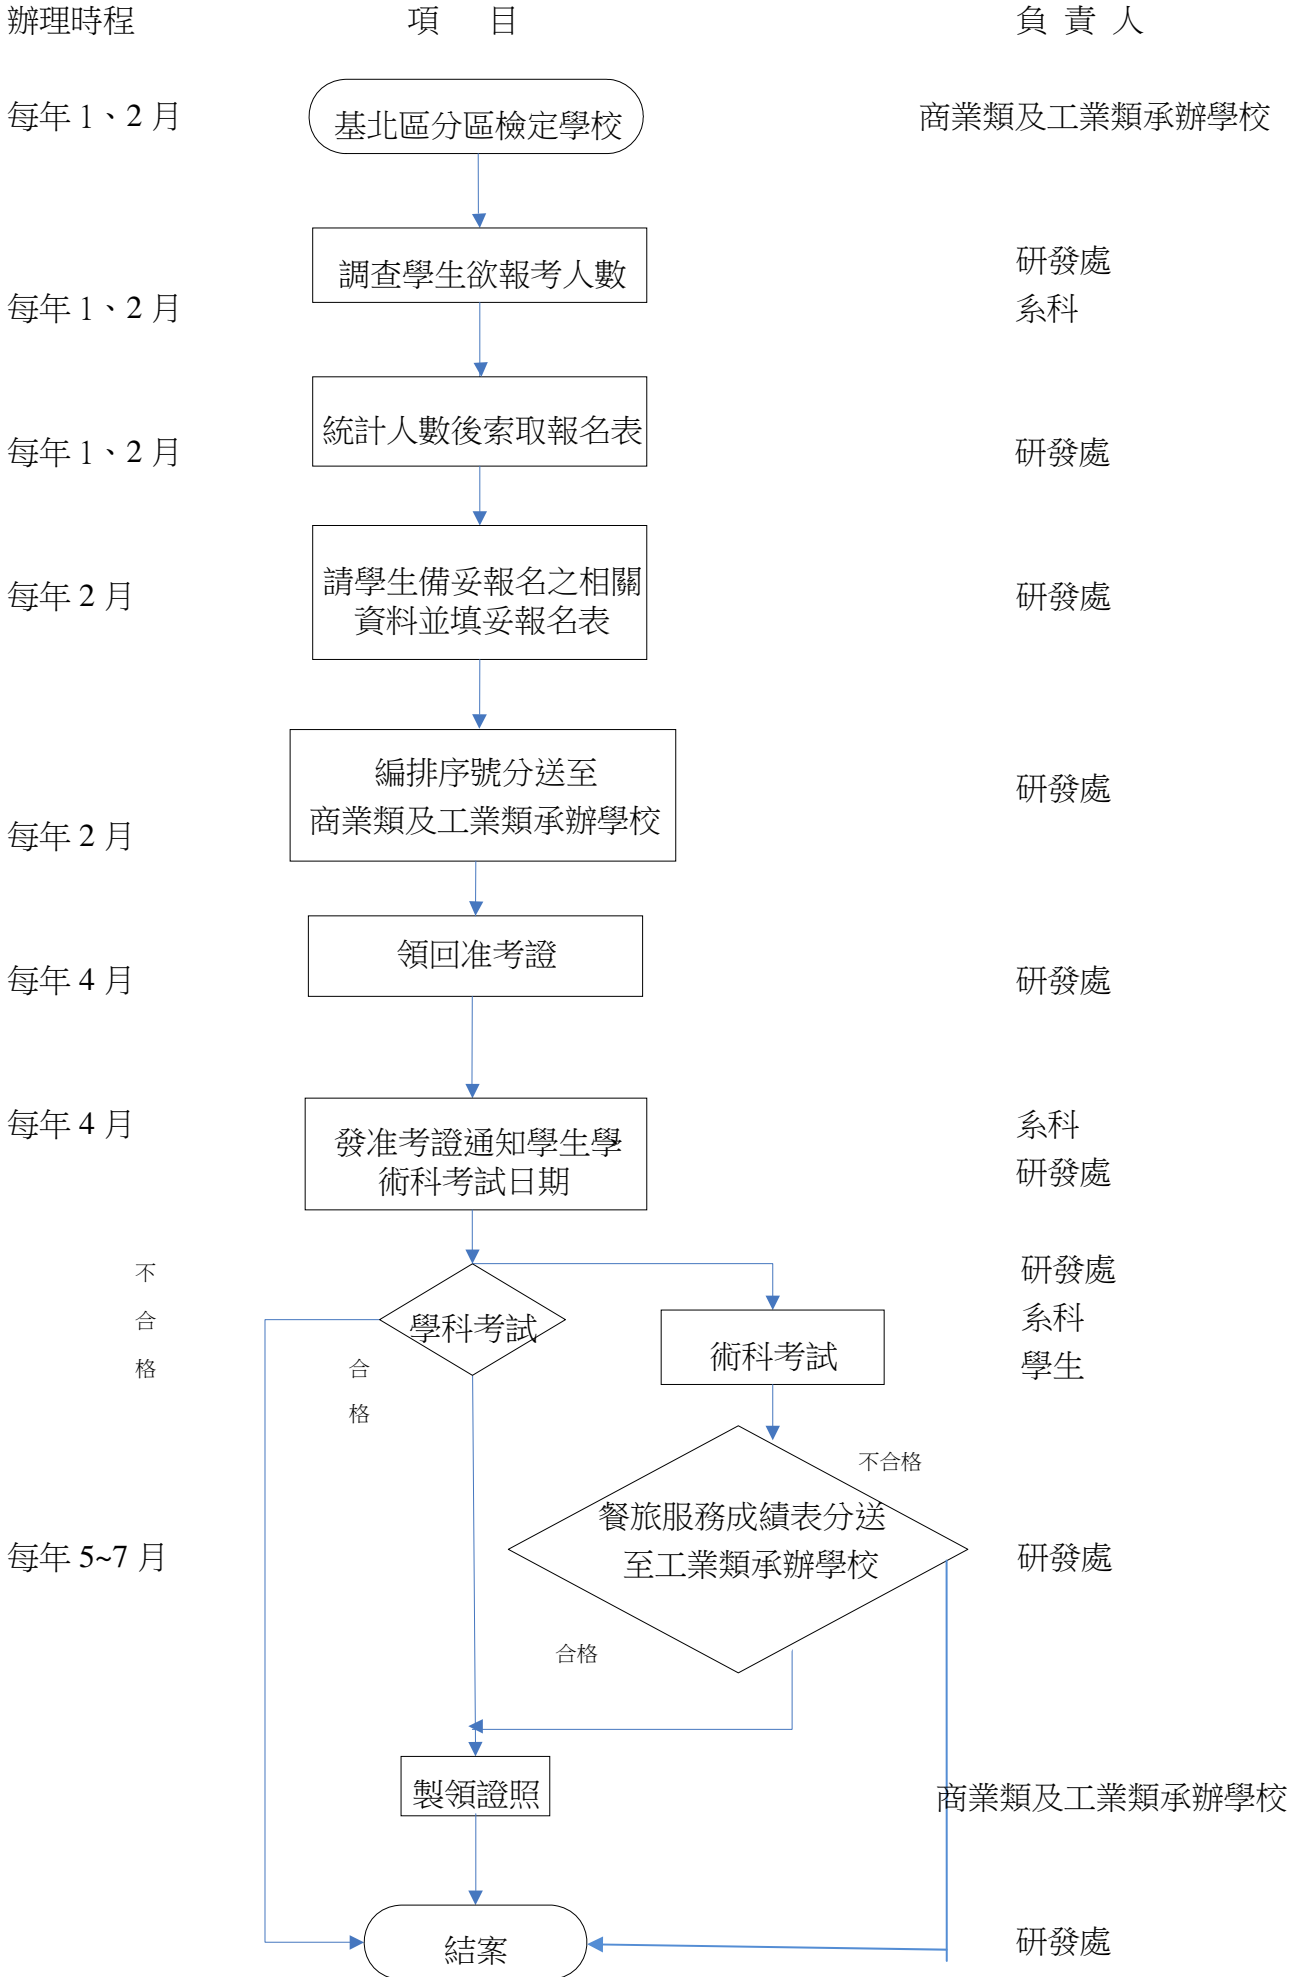 辦理時程 項 目 負 責 人
每年 1、2 月 基北區分區檢定學校 商業類及工業類承辦學校
調查學生欲報考人數 研發處
每年 1、2 月 系科
統計人數後索取報名表
每年 1、2 月 研發處
請學生備妥報名之相關
每年 2 月 研發處
資料並填妥報名表
編排序號分送至 研發處
商業類及工業類承辦學校
每年 2 月
領回准考證
每年 4 月 研發處
每年 4 月 系科
發准考證通知學生學
術科考試日期 研發處
不 研發處
合 學科考試 系科
格 合 術科考試 學生
格
不合格
餐旅服務成績表分送
每年 5~7 月 至工業類承辦學校 研發處
合格
製領證照 商業類及工業類承辦學校
結案 研發處